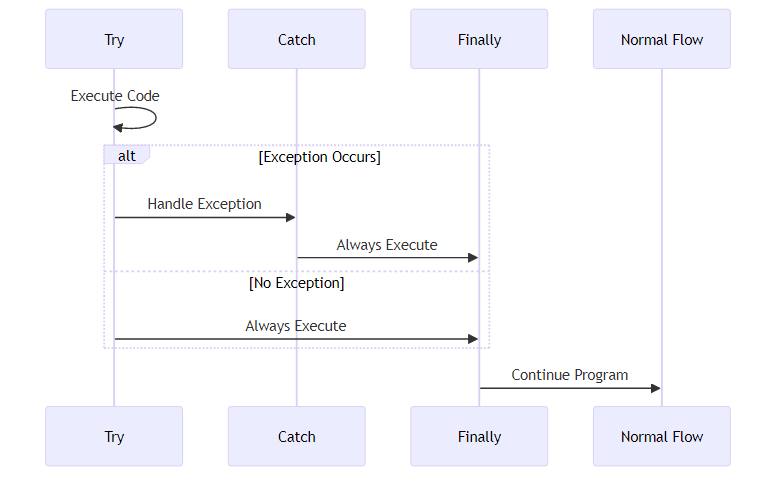 Try
Catch
Finally
Normal Flow
Execute Code
alt
[Exception Occurs]
Handle Exception
Always Execute
[No Exception]
Always Execute
Continue Program
Try
Catch
Finally
Normal Flow